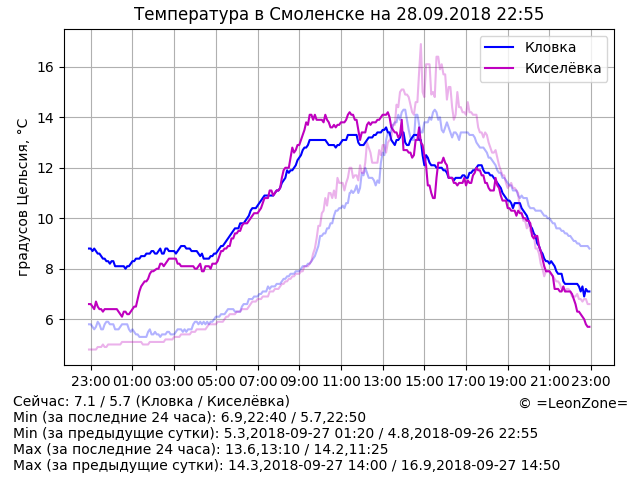 Температура в Смоленске на 28.09.2018 22:55
Кловка
Киселёвка
градусов Цельсия, °C
16
14
12
10
8
6
23:00 01:00 03:00 05:00 07:00 09:00 11:00 13:00 15:00 17:00 19:00 21:00 23:00
Сейчас: 7.1 / 5.7 (Кловка / Киселёвка)
© =LeonZone=
Min (за последние 24 часа): 6.9,22:40 / 5.7,22:50
Min (за предыдущие сутки): 5.3,2018-09-27 01:20 / 4.8,2018-09-26 22:55
Max (за последние 24 часа): 13.6,13:10 / 14.2,11:25
Max (за предыдущие сутки): 14.3,2018-09-27 14:00 / 16.9,2018-09-27 14:50